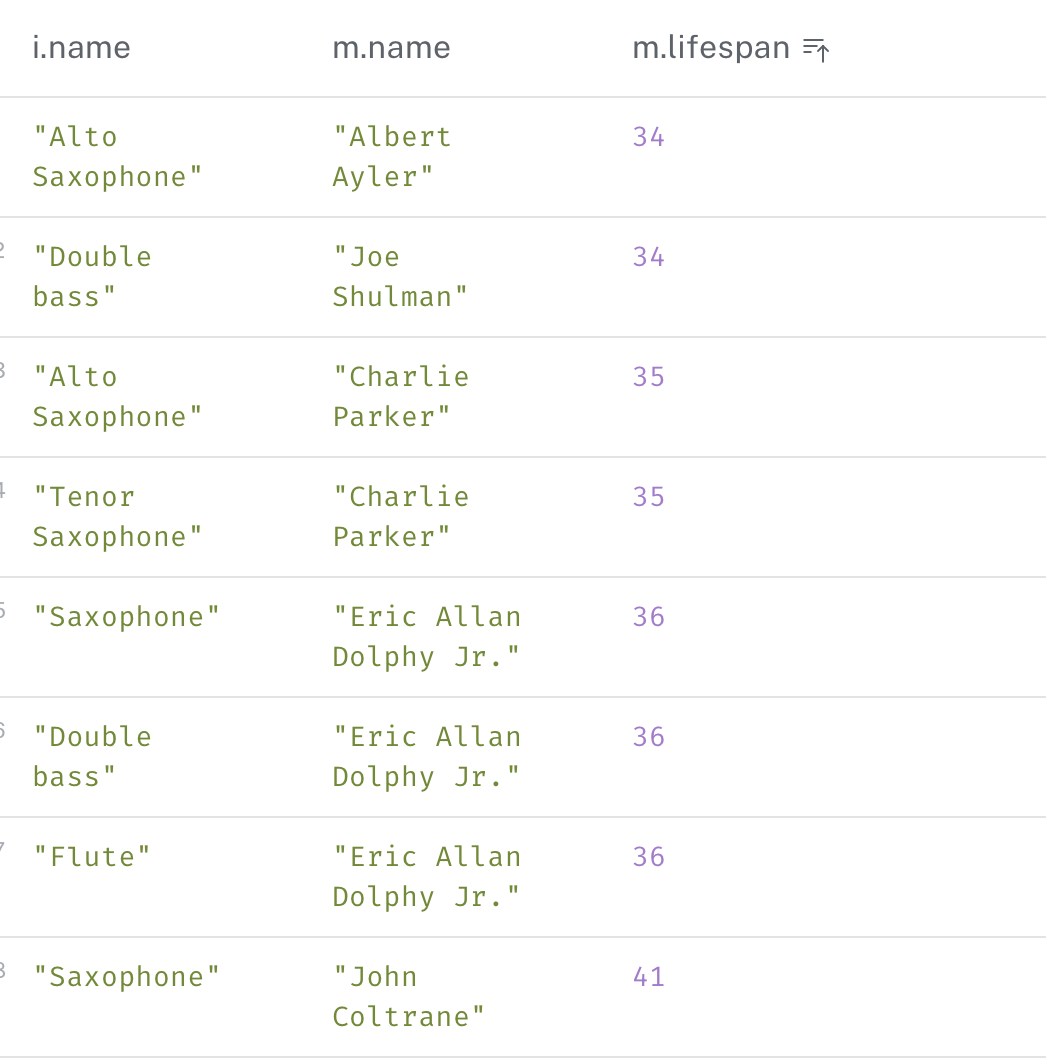 i.name m.name m.lifespan
"Alto "Albert 34
Saxophone" Ayler"
2 "Double "Joe 34
bass" Shulman"
3 "Alto "Charlie 35
Saxophone" Parker"
4 "Tenor "Charlie 35
Saxophone" Parker"
5 "Saxophone" "Eric Allan 36
Dolphy Jr."
6 "Double "Eric Allan 36
bass" Dolphy Jr."
7 "Flute" "Eric Allan 36
Dolphy Jr."
8 "Saxophone" "John 41
Coltrane"